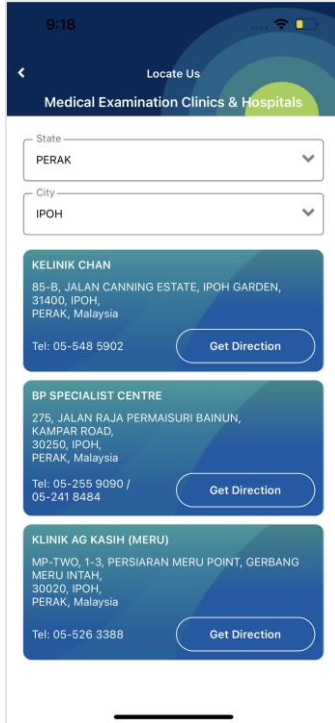 9:18
Locate Us
Medical Examination Clinics & Hospitals
State
PERAK
City
IPOH
KELINIK CHAN
85-B, JALAN CANNING ESTATE, IPOH GARDEN,
31400, IPOH,
PERAK, Malaysia
Tel: 05-548 5902
Get Direction
BP SPECIALIST CENTRE
275, JALAN RAJA PERMAISURI BAINUN,
KAMPAR ROAD,
30250, IPOH,
PERAK, Malaysia
Tel: 05-255 9090 /
05-241 8484
Get Direction
KLINIK AG KASIH (MERU)
MP-TWO, 1-3, PERSIARAN MERU POINT, GERBANG
MERU INTAH,
30020, IPOH,
PERAK, Malaysia
Tel: 05-526 3388
Get Direction